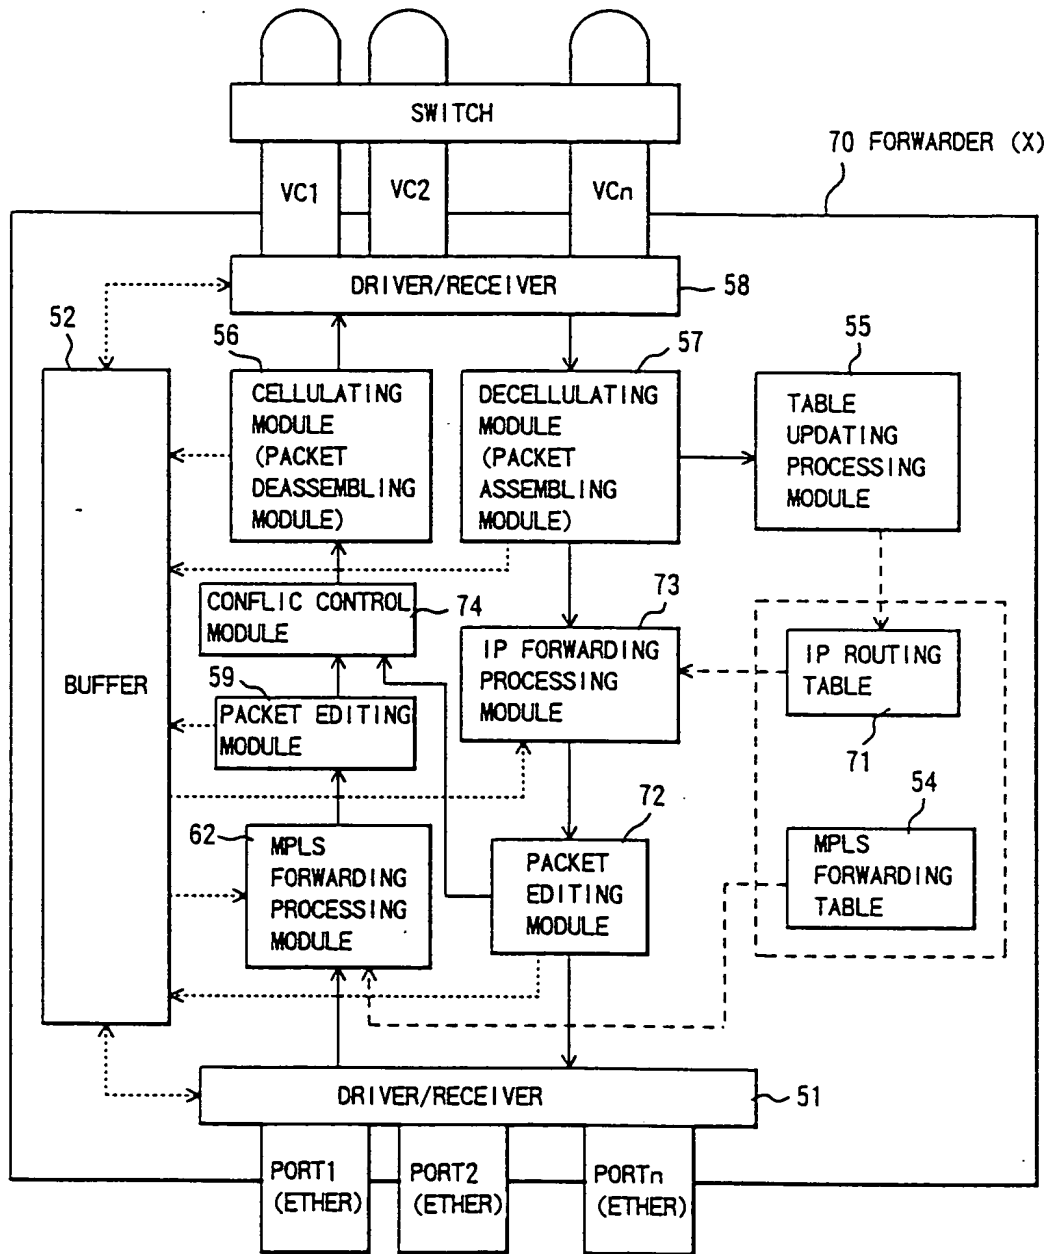 SWITCH
70 FORWARDER (X)
VC1
VC2
VCn
DRIVER/RECEIVER
58
52
56
57
55
CELLULATING
MODULE
(PACKET
DEASSEMBLING
MODULE)
DECELLULATING
MODULE
(PACKET
ASSEMBLING
MODULE)
TABLE
UPDATING
PROCESSING
MODULE
CONFLIC CONTROL
MODULE
74
73
IP FORWARDING
PROCESSING
MODULE
IP ROUTING
TABLE
71
BUFFER
59
PACKET EDITING
MODULE
62
MPLS
FORWARDING
PROCESSING
MODULE
72
PACKET
EDITING
MODULE
54
MPLS
FORWARDING
TABLE
DRIVER/RECEIVER
51
PORT1
(ETHER)
PORT2
(ETHER)
PORTn
(ETHER)